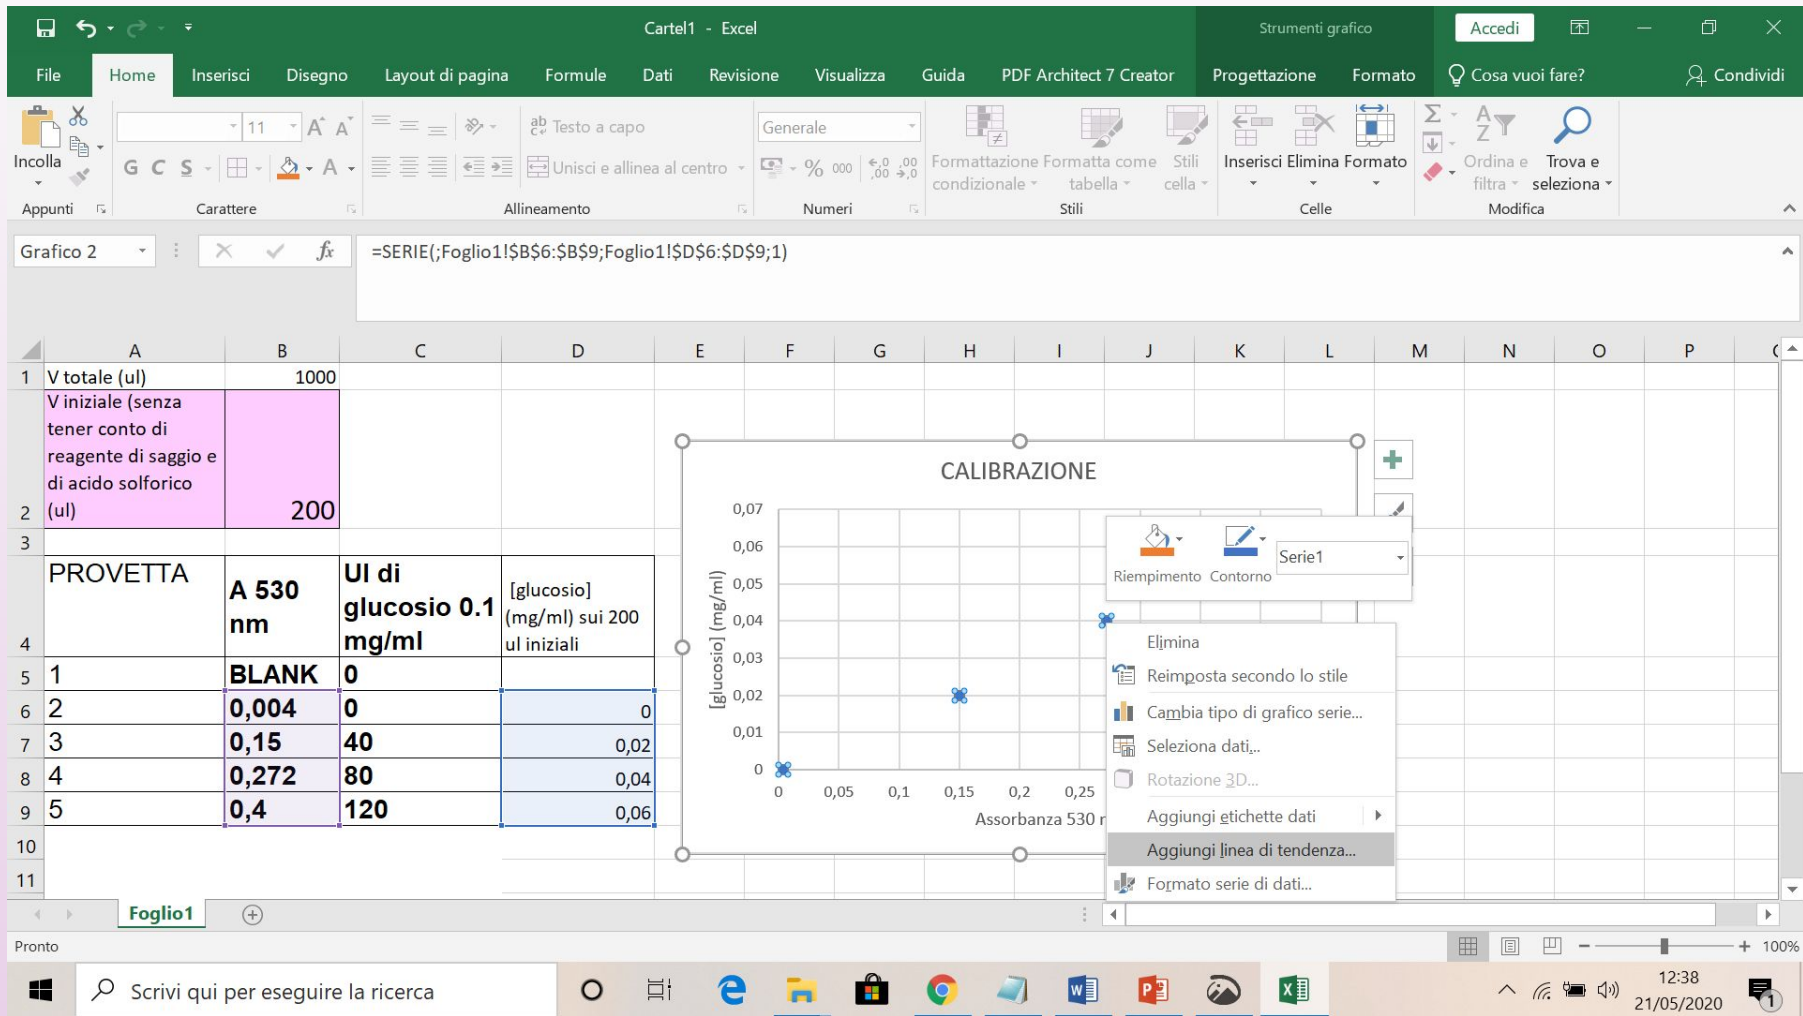 Cartel1 - Excel
Strumenti grafico
Accedi
File Home Inserisci Disegno Layout di pagina Formule Dati Revisione Visualizza Guida PDF Architect 7 Creator Progettazione Formato Cosa vuoi fare? Condividi
Incolla
Appunti
11
A A
G C S A
Carattere
ab Testo a capo
Unisci e allinea al centro
Allineamento
Generale
% 000 ,00 ,0
Numeri
Formattazione condizionale
Formatta come tabella
Stili cella
Stili
Inserisci Elimina Formato
Celle
Ordina e filtra
Trova e seleziona
Modifica
Grafico 2
fx =SERIE(;Foglio1!$B$6:$B$9;Foglio1!$D$6:$D$9;1)
A B C D E F G H I J K L M N O P
1 V totale (ul) 1000
2 V iniziale (senza
tener conto di
reagente di saggio e
di acido solforico
(ul) 200
3
4 PROVETTA A 530 nm Ul di glucosio 0.1 mg/ml [glucosio] (mg/ml) sui 200 ul iniziali
5 1 BLANK 0
6 2 0,004 0 0
7 3 0,15 40 0,02
8 4 0,272 80 0,04
9 5 0,4 120 0,06
10
11
CALIBRAZIONE
[glucosio] (mg/ml)
0,07
0,06
0,05
0,04
0,03
0,02
0,01
0
0 0,05 0,1 0,15 0,2 0,25
Assorbanza 530
Riempimento Contorno
Serie1
Elimina
Reimposta secondo lo stile
Cambia tipo di grafico serie...
Seleziona dati...
Rotazione 3D...
Aggiungi etichette dati
Aggiungi linea di tendenza...
Formato serie di dati...
Foglio1
Pronto
100%
Scrivi qui per eseguire la ricerca
12:38
21/05/2020
1